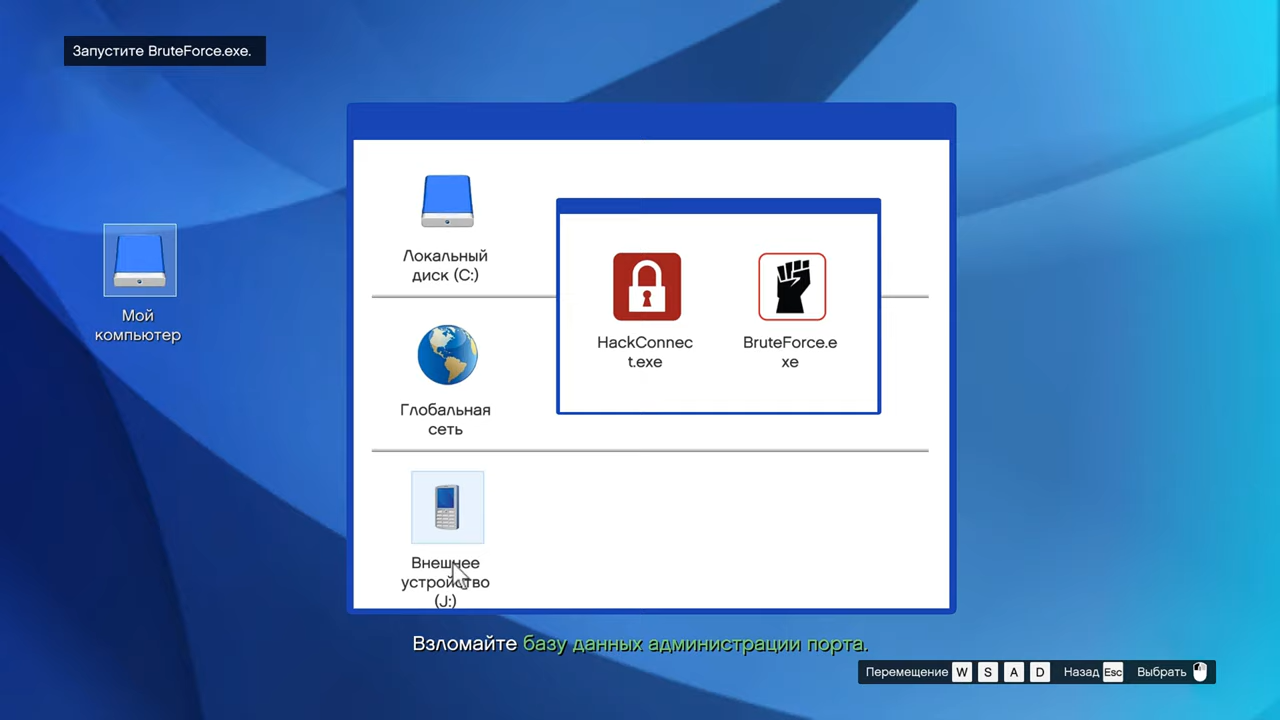 Запустите BruteForce.exe.
Локальный
диск (C:)
HackConnec
t.exe
BruteForce.e
xe
Мой
компьютер
Глобальная
сеть
Внешнее
устройство
(J:)
Взломайте базу данных администрации порта.
Перемещение W S A D Назад Esc Выбрать